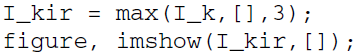 I_kir = max(I_k,[],3);
figure, imshow(I_kir,[]);